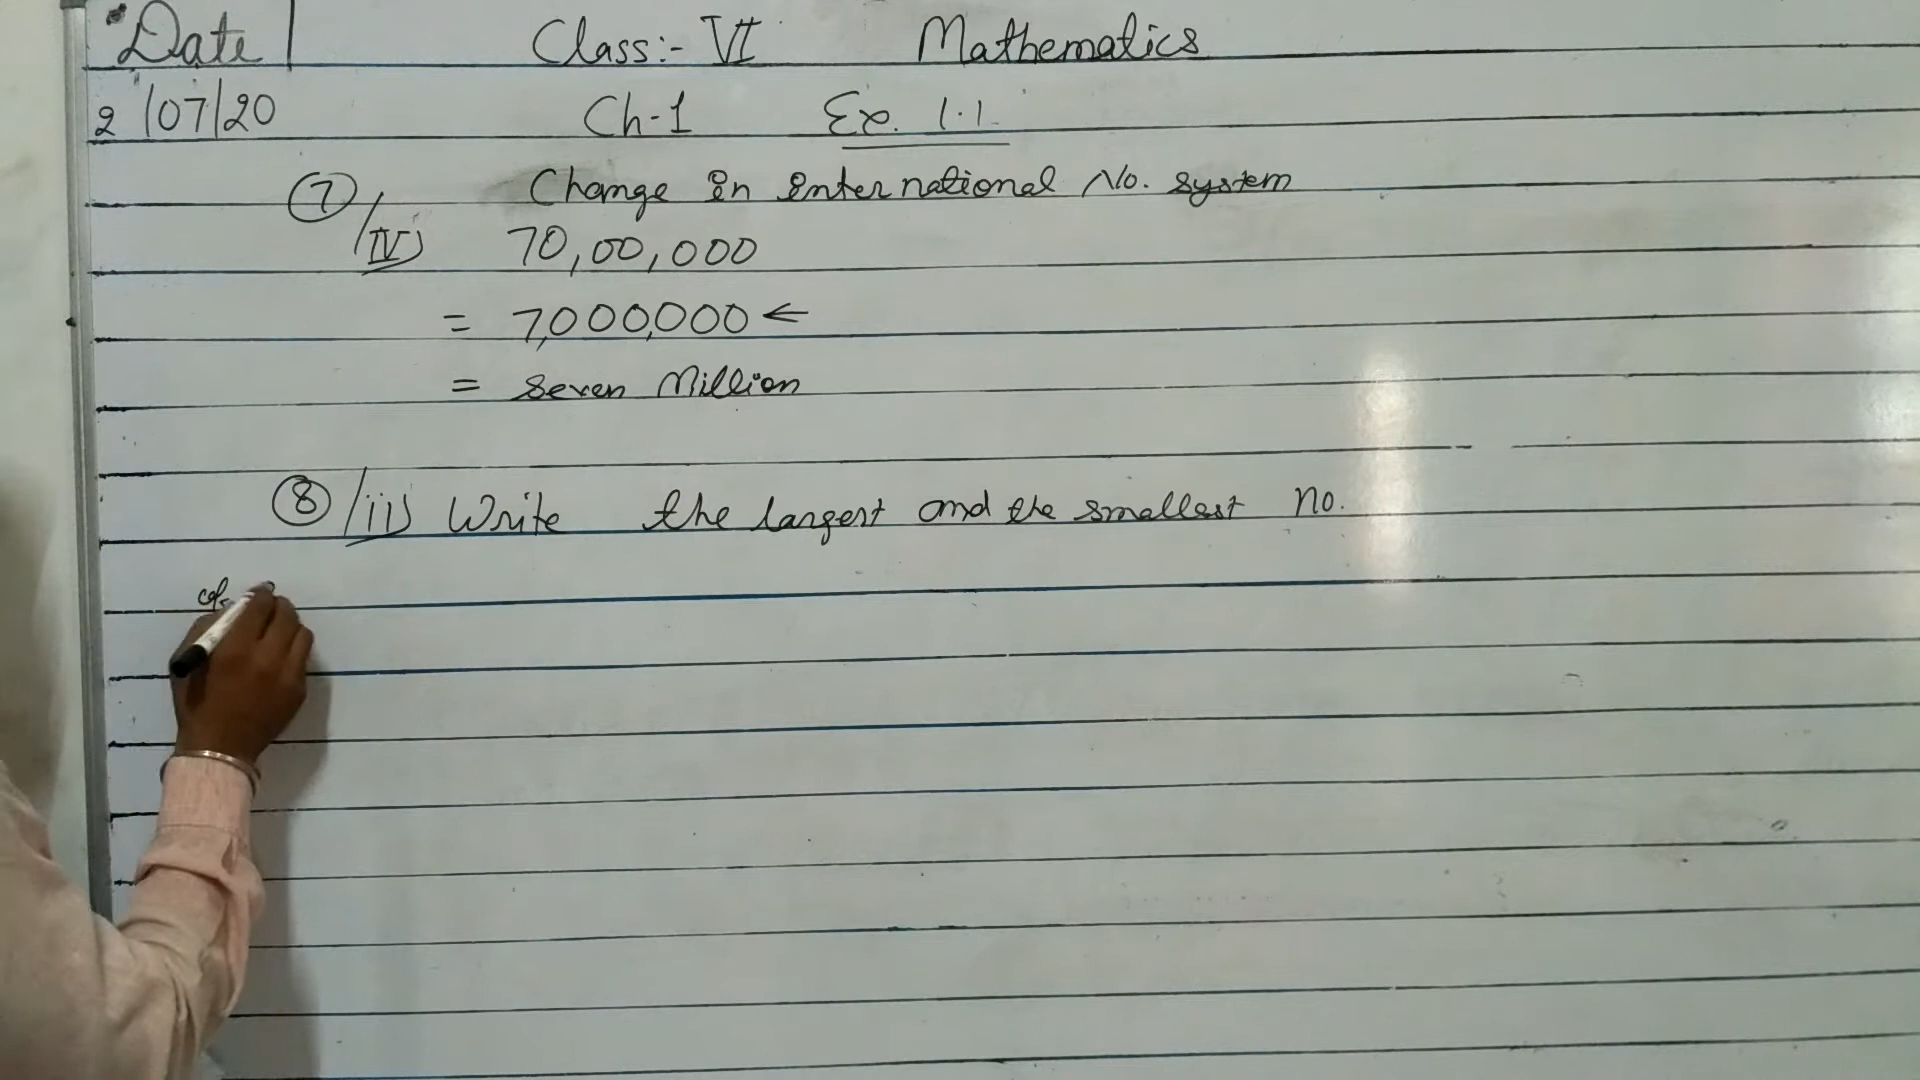 Date Class:- VI Mathematics
2/07/20 Ch-1 Ex. 1.1
7 Change in international No. system
/IV) 70,00,000
= 7,000,000 ←
= Seven Million
8 /ii) Write the largest and the smallest no.